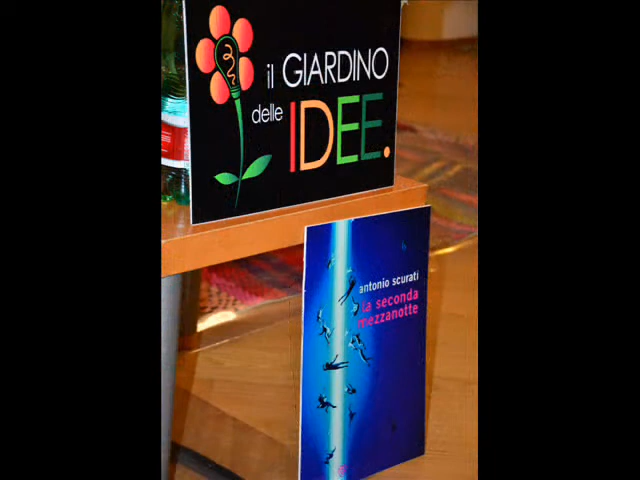 il GIARDINO
delle IDEE.
antonio scurati
la seconda
mezzanotte